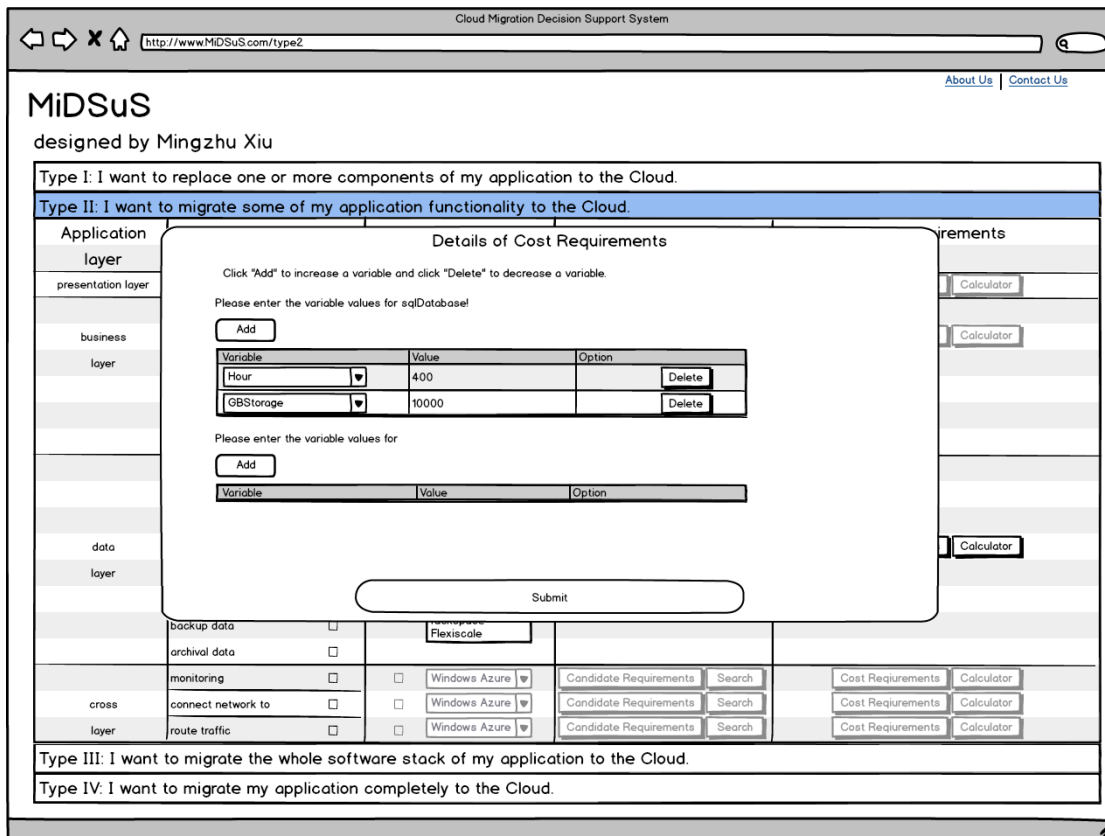 Cloud Migration Decision Support System
http://www.MiDSuS.com/type2
About Us | Contact Us
MiDSuS
designed by Mingzhu Xiu
Type I: I want to replace one or more components of my application to the Cloud.
Type II: I want to migrate some of my application functionality to the Cloud.
Application
layer
irements
Details of Cost Requirements
Click "Add" to increase a variable and click "Delete" to decrease a variable.
presentation layer
Calculator
Please enter the variable values for sqlDatabase!
Add
business
Calculator
layer
Variable Value Option
Hour 400 Delete
GBStorage 10000 Delete
Please enter the variable values for
Add
Variable Value Option
data
Calculator
layer
Submit
backup data
Flexiscale
archival data
monitoring Windows Azure Candidate Requirements Search Cost Reqiurements Calculator
cross connect network to Windows Azure Candidate Requirements Search Cost Reqiurements Calculator
layer route traffic Windows Azure Candidate Requirements Search Cost Reqiurements Calculator
Type III: I want to migrate the whole software stack of my application to the Cloud.
Type IV: I want to migrate my application completely to the Cloud.